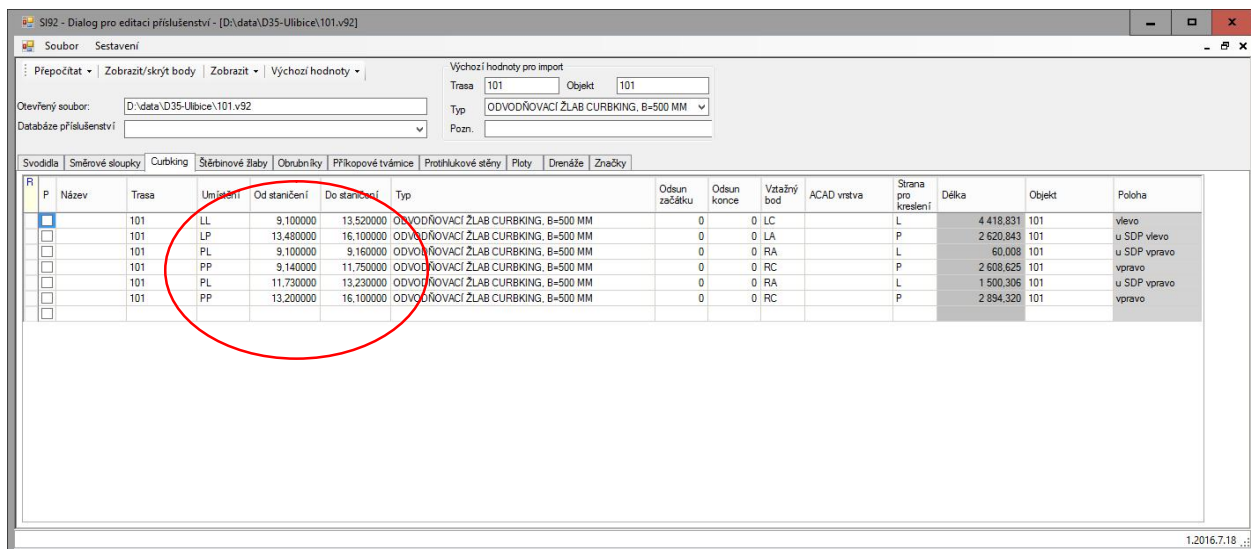 SI92 - Dialog pro editaci příslušenství - [D:\data\D35-Ulibice\101.v92]
Soubor Sestavení
Přepočítat Zobrazit/skrýt body Zobrazit Výchozí hodnoty
Výchozí hodnoty pro import
Trasa 101 Objekt 101
Otevřený soubor: D:\data\D35-Ulibice\101.v92
Typ ODVODŇOVACÍ ŽLAB CURBKING, B=500 MM
Databáze příslušenství
Pozn.
Svodidla Směrové sloupky Curbking Štěrbinové žlaby Obrubníky Příkopové tvárnice Protihlukové stěny Ploty Drenáže Značky
R P Název Trasa Umístění Od staničení Do staničení Typ Odsun začátku Odsun konce Vztažný bod ACAD vrstva Strana pro kreslení Délka Objekt Poloha
101 LL 9,100000 13,520000 ODVODŇOVACÍ ŽLAB CURBKING, B=500 MM 0 0 LC L 4 418,831 101 vlevo
101 LP 13,480000 16,100000 ODVODŇOVACÍ ŽLAB CURBKING, B=500 MM 0 0 LA P 2 620,843 101 u SDP vlevo
101 PL 9,100000 9,160000 ODVODŇOVACÍ ŽLAB CURBKING, B=500 MM 0 0 RA L 60,008 101 u SDP vpravo
101 PP 9,140000 11,750000 ODVODŇOVACÍ ŽLAB CURBKING, B=500 MM 0 0 RC P 2 608,625 101 vpravo
101 PL 11,730000 13,230000 ODVODŇOVACÍ ŽLAB CURBKING, B=500 MM 0 0 RA L 1 500,306 101 u SDP vpravo
101 PP 13,200000 16,100000 ODVODŇOVACÍ ŽLAB CURBKING, B=500 MM 0 0 RC P 2 894,320 101 vpravo
1.2016.7.18